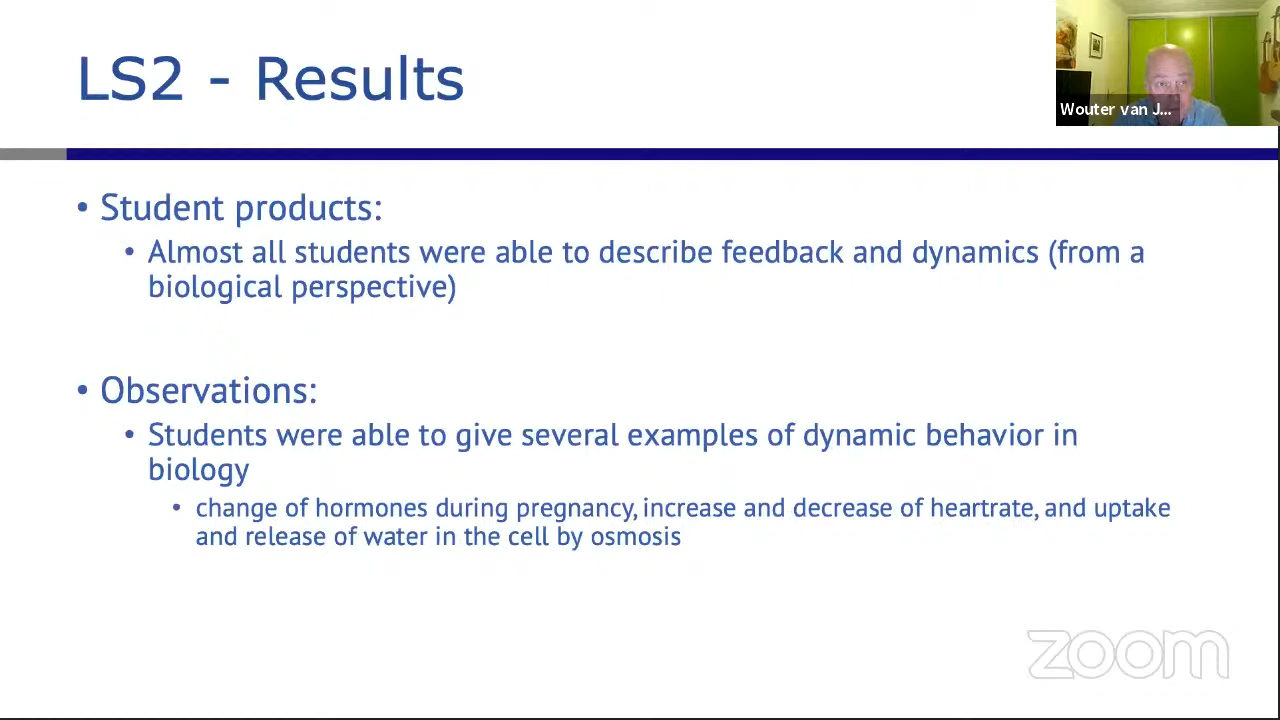 LS2 - Results
Wouter van J...
• Student products:
• Almost all students were able to describe feedback and dynamics (from a
biological perspective)
• Observations:
• Students were able to give several examples of dynamic behavior in
biology
• change of hormones during pregnancy, increase and decrease of heartrate, and uptake
and release of water in the cell by osmosis
zoom